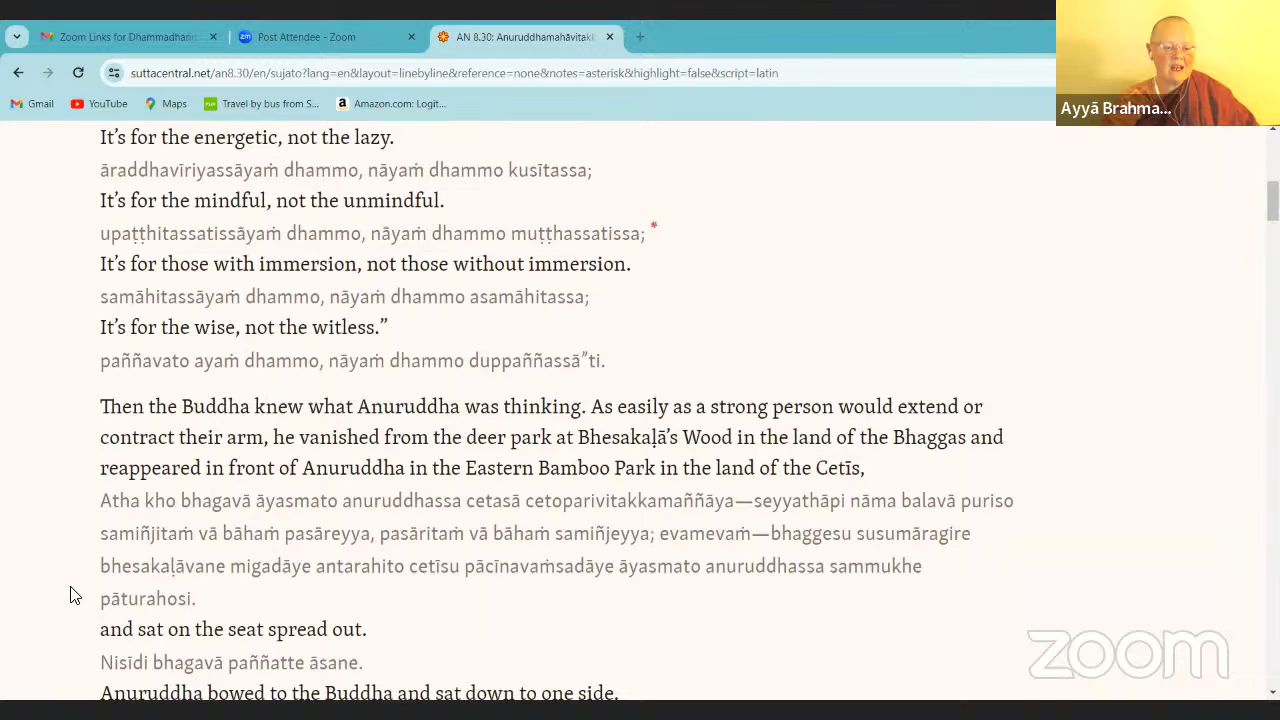 Zoom Links for Dhammadharin
Post Attendee - Zoom
AN 8.30: Anuruddhamahāvitak
suttacentral.net/an8.30/en/sujato?lang=en&layout=linebyline&reference=none&notes=asterisk&highlight=false&script=latin
Gmail YouTube Maps Travel by bus from S... Amazon.com: Logit...
Ayyā Brahma...
It's for the energetic, not the lazy.
āraddhavīriyassāyaṁ dhammo, nāyaṁ dhammo kusītassa;
It's for the mindful, not the unmindful.
upaṭṭhitassatissāyaṁ dhammo, nāyaṁ dhammo muṭṭhassatissa; *
It's for those with immersion, not those without immersion.
samāhitassāyaṁ dhammo, nāyaṁ dhammo asamāhitassa;
It's for the wise, not the witless.”
paññavato ayaṁ dhammo, nāyaṁ dhammo duppaññassā”ti.
Then the Buddha knew what Anuruddha was thinking. As easily as a strong person would extend or
contract their arm, he vanished from the deer park at Bhesakaḷā's Wood in the land of the Bhaggas and
reappeared in front of Anuruddha in the Eastern Bamboo Park in the land of the Cetīs,
Atha kho bhagavā āyasmato anuruddhassa cetasā cetoparivitakkamaññāya—seyyathāpi nāma balavā puriso
samiñjitaṁ vā bāhaṁ pasāreyya, pasāritaṁ vā bāhaṁ samiñjeyya; evamevaṁ—bhaggesu susumāragire
bhesakaḷāvane migadāye antarahito cetīsu pācīnavaṁsadāye āyasmato anuruddhassa sammukhe
pāturahosi.
and sat on the seat spread out.
Nisīdi bhagavā paññatte āsane.
Anuruddha bowed to the Buddha and sat down to one side.
zoom